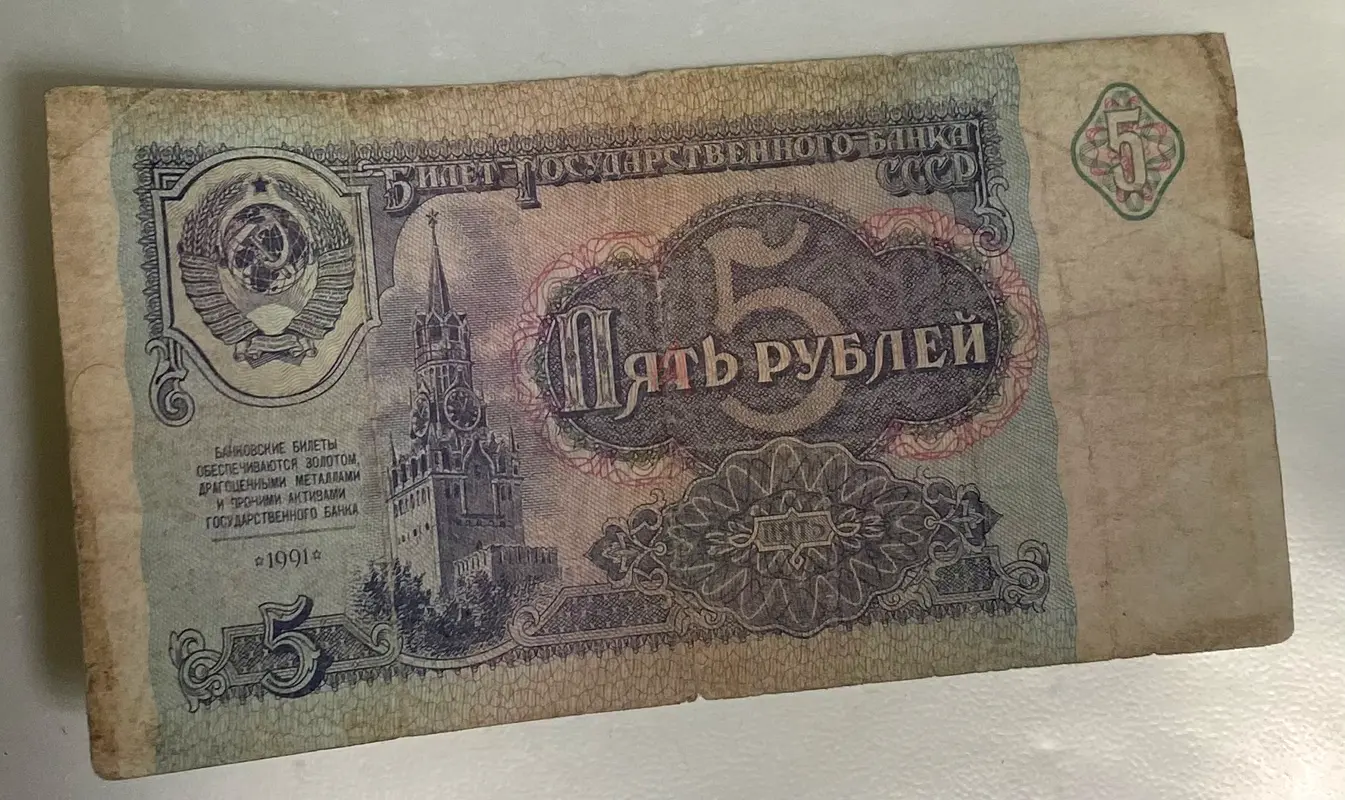 Билет Государственного Банка
СССР
5
5
Пять рублей
Банковские билеты
обеспечиваются золотом,
драгоценными металлами
и прочими активами
Государственного банка
☆1991☆
ПЯТЬ
5